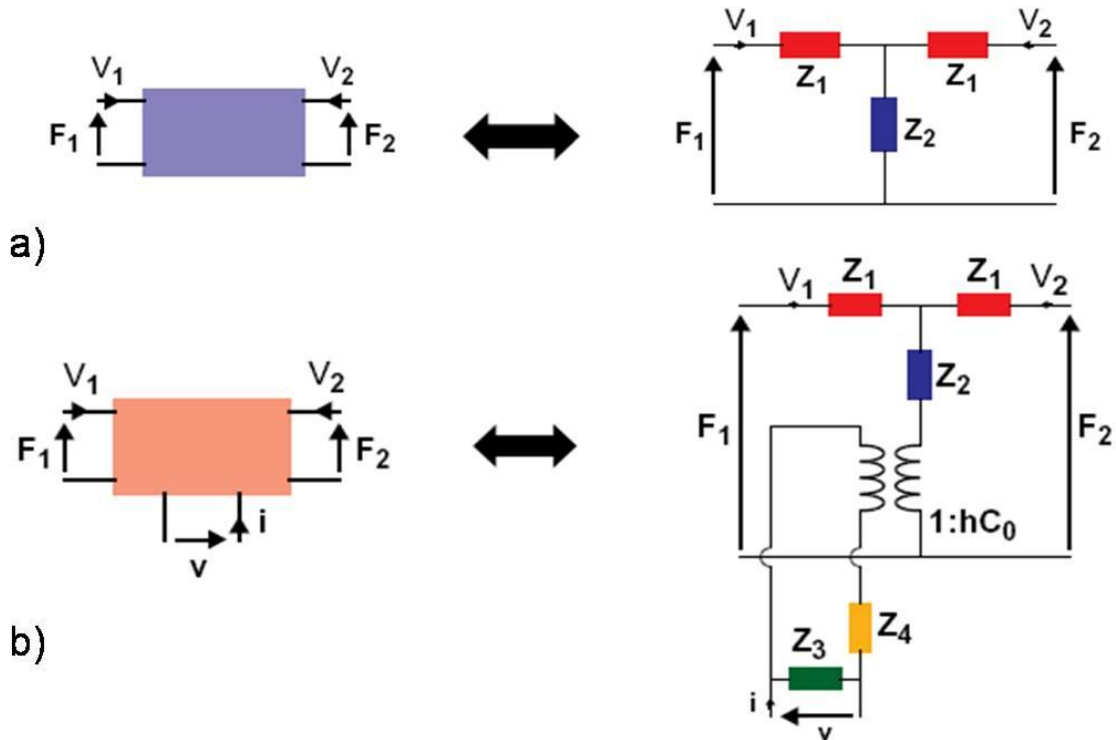 V₁ V₂
Z₁ Z₁
F₁ Z₂ F₂
V₁ V₂
F₁ F₂
a)
V₁ Z₁ Z₁ V₂
Z₂
F₁ F₂
1:hC₀
Z₄
Z₃
i
v
V₁ V₂
F₁ F₂
i
v
b)